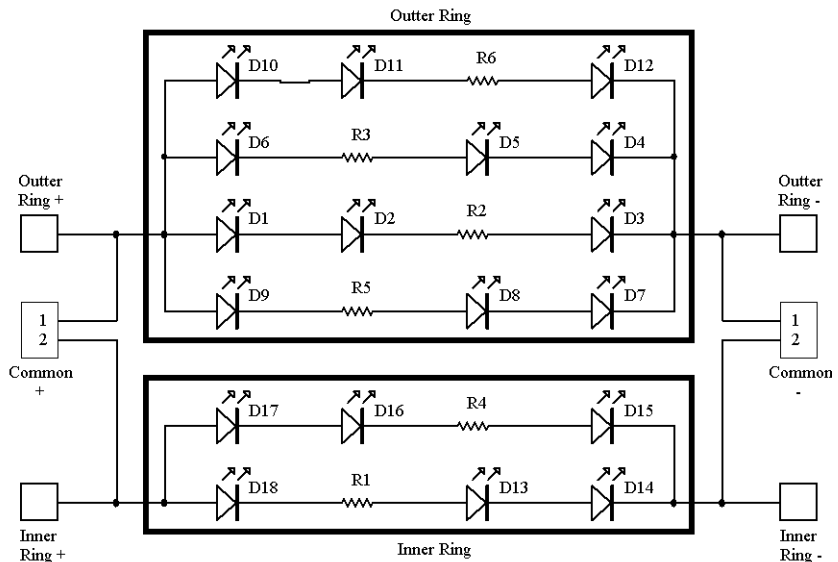 Outter Ring
D10 D11 R6 D12
D6 R3 D5 D4
Outter
Ring +
Outter
Ring -
D1 D2 R2 D3
D9 R5 D8 D7
1
2
Common
+
1
2
Common
-
D17 D16 R4 D15
D18 R1 D13 D14
Inner
Ring +
Inner Ring
Inner
Ring -